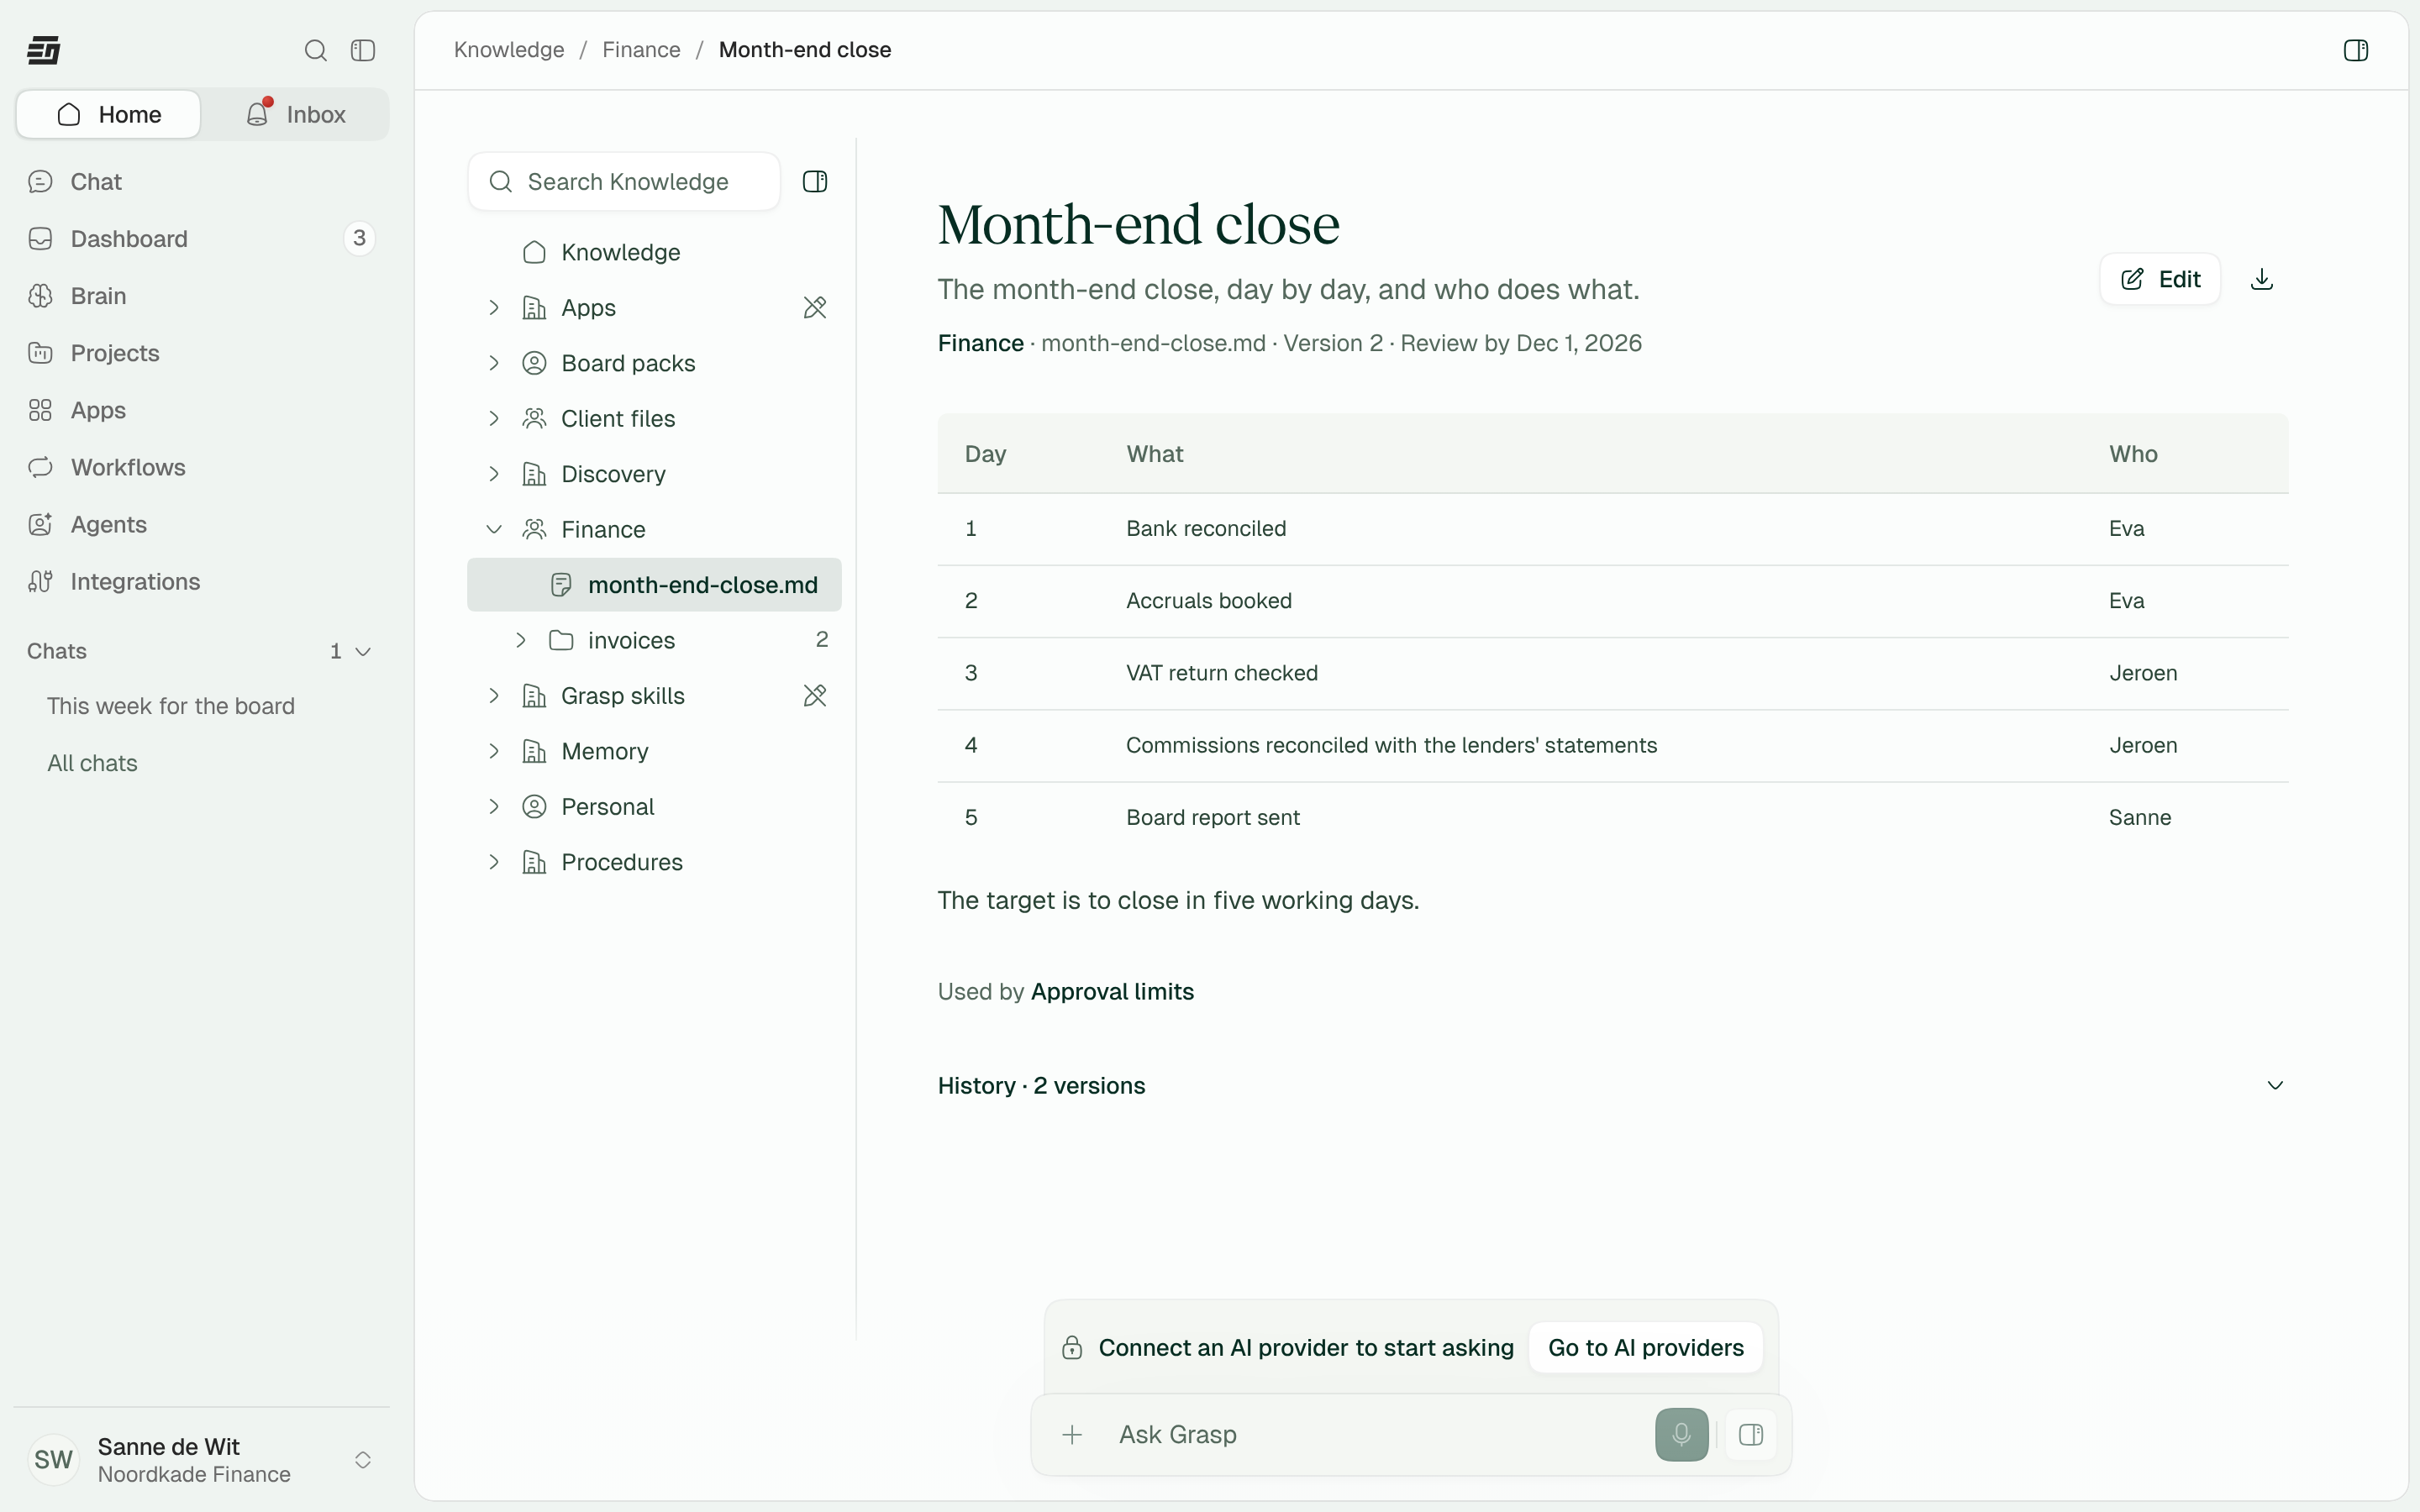 Knowledge / Finance / Month-end close
Home
Inbox
Chat
Dashboard 3
Brain
Projects
Apps
Workflows
Agents
Integrations
Chats 1
This week for the board
All chats
SW
Sanne de Wit
Noordkade Finance
Search Knowledge
Knowledge
Apps
Board packs
Client files
Discovery
Finance
month-end-close.md
invoices 2
Grasp skills
Memory
Personal
Procedures
Month-end close
The month-end close, day by day, and who does what.
Finance · month-end-close.md · Version 2 · Review by Dec 1, 2026
Edit
Day What Who
1 Bank reconciled Eva
2 Accruals booked Eva
3 VAT return checked Jeroen
4 Commissions reconciled with the lenders' statements Jeroen
5 Board report sent Sanne
The target is to close in five working days.
Used by Approval limits
History · 2 versions
Connect an AI provider to start asking Go to AI providers
Ask Grasp